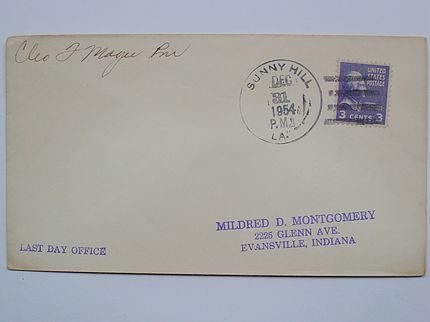 Cleo F Magee Pm
SUNNY HILL
DEC
31
1954
P.M.
LA.
UNITED
STATES
POSTAGE
3 CENTS 3
MILDRED D. MONTGOMERY
2225 GLENN AVE.
EVANSVILLE, INDIANA
LAST DAY OFFICE